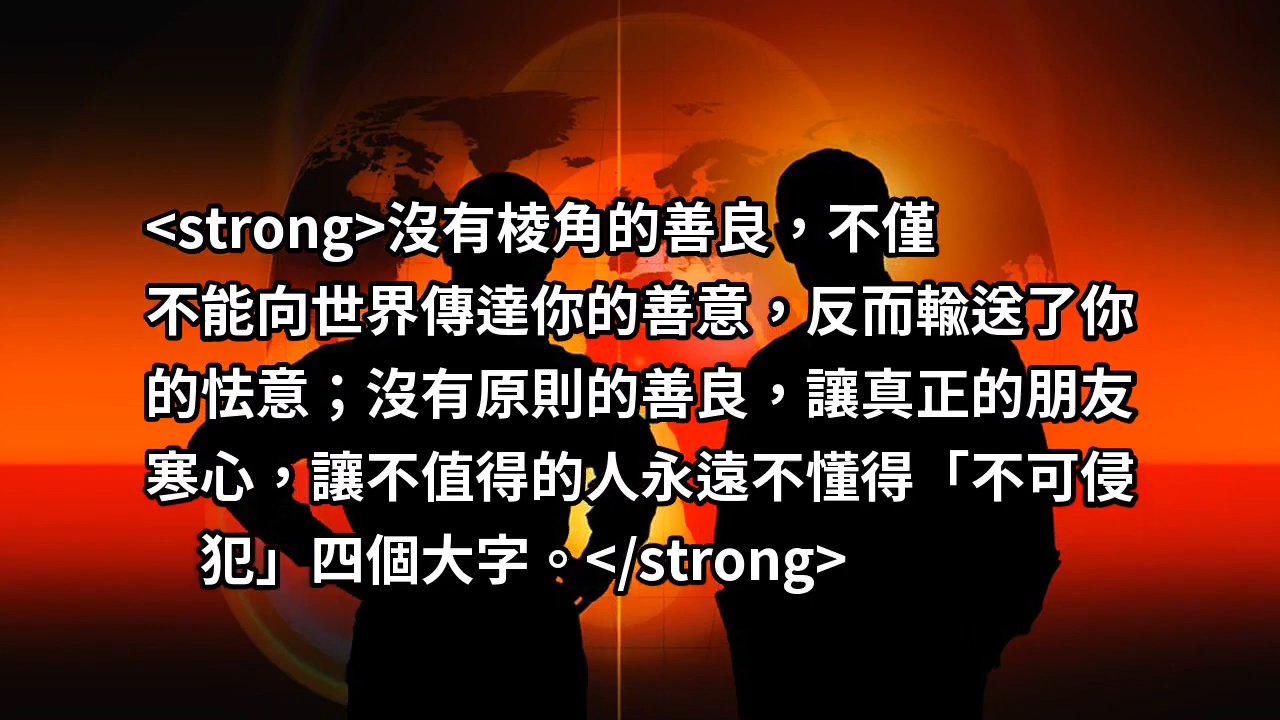 <strong>沒有棱角的善良，不僅
不能向世界傳達你的善意，反而輸送了你
的怯意；沒有原則的善良，讓真正的朋友
寒心，讓不值得的人永遠不懂得「不可侵
犯」四個大字。</strong>